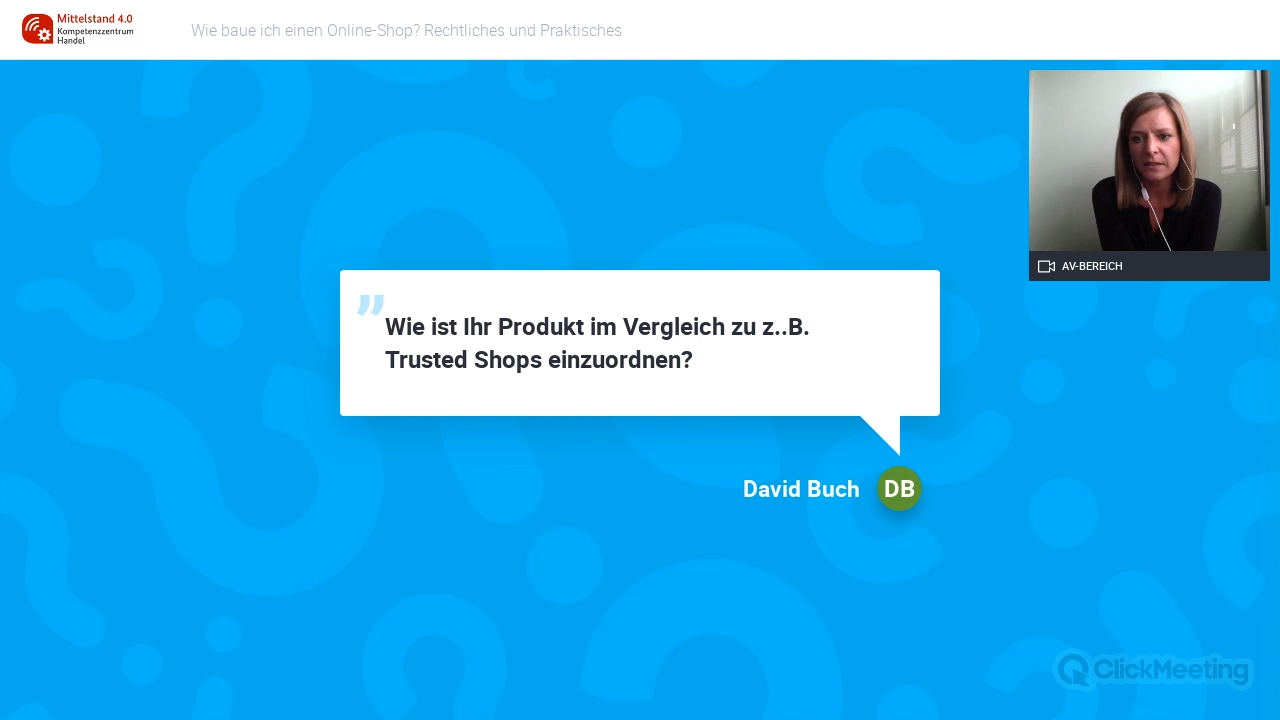 Mittelstand 4.0
Kompetenzzentrum
Handel
Wie baue ich einen Online-Shop? Rechtliches und Praktisches
AV-BEREICH
" Wie ist Ihr Produkt im Vergleich zu z..B.
Trusted Shops einzuordnen?
David Buch DB
ClickMeeting